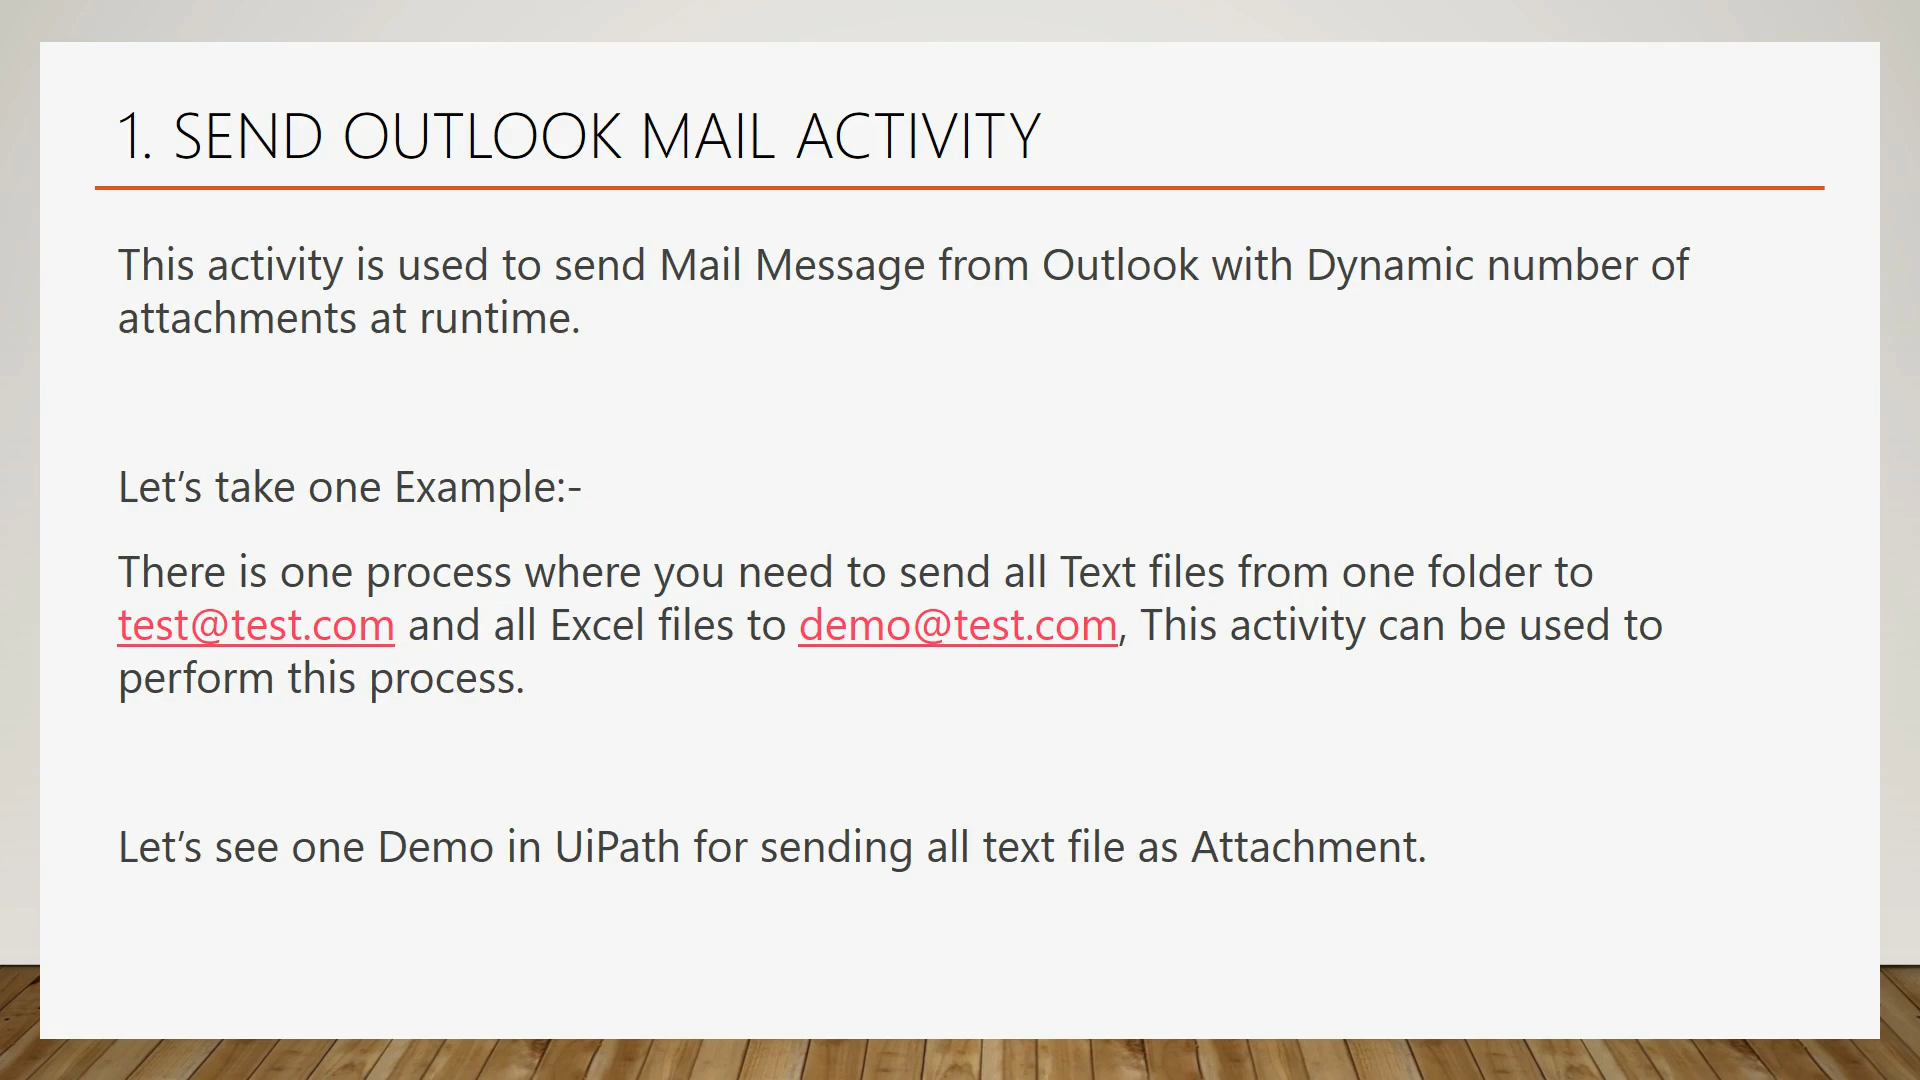 1. SEND OUTLOOK MAIL ACTIVITY
This activity is used to send Mail Message from Outlook with Dynamic number of
attachments at runtime.
Let's take one Example:-
There is one process where you need to send all Text files from one folder to
test@test.com and all Excel files to demo@test.com, This activity can be used to
perform this process.
Let's see one Demo in UiPath for sending all text file as Attachment.